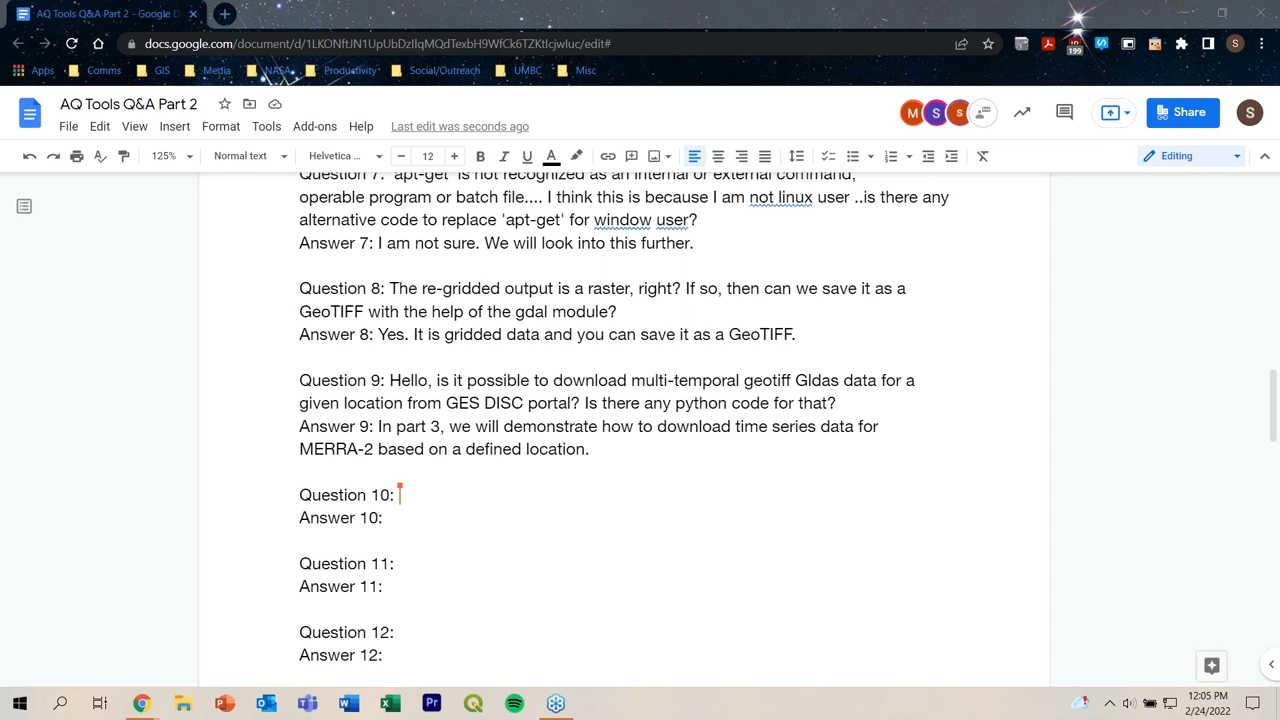 AQ Tools Q&A Part 2 - Google D
docs.google.com/document/d/1LKONftJN1UpUbDzIlqMQdTexbH9WfCk6TZKtIcjwIuc/edit#
199
S
Apps Comms GIS Media NASA Productivity Social/Outreach UMBC Misc
AQ Tools Q&A Part 2
M S S Share S
File Edit View Insert Format Tools Add-ons Help Last edit was seconds ago
125% Normal text Helvetica ... 12 B I U A Editing
Question 7: 'apt-get' is not recognized as an internal or external command,
operable program or batch file.... I think this is because I am not linux user ..is there any
alternative code to replace 'apt-get' for window user?
Answer 7: I am not sure. We will look into this further.
Question 8: The re-gridded output is a raster, right? If so, then can we save it as a
GeoTIFF with the help of the gdal module?
Answer 8: Yes. It is gridded data and you can save it as a GeoTIFF.
Question 9: Hello, is it possible to download multi-temporal geotiff Gldas data for a
given location from GES DISC portal? Is there any python code for that?
Answer 9: In part 3, we will demonstrate how to download time series data for
MERRA-2 based on a defined location.
Question 10:
Answer 10:
Question 11:
Answer 11:
Question 12:
Answer 12:
12:05 PM
2/24/2022